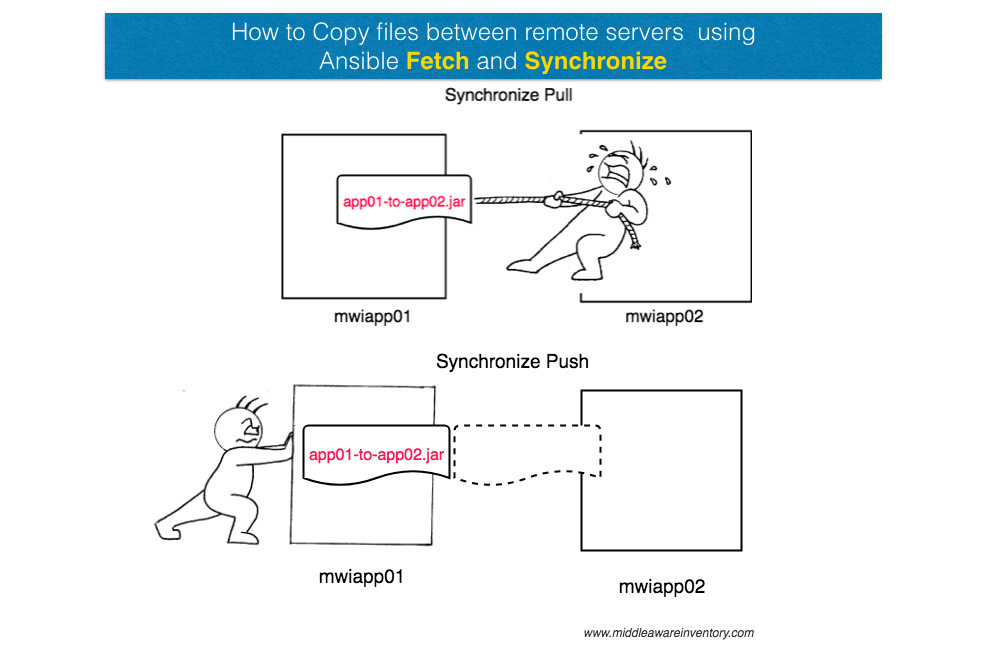 How to Copy files between remote servers using
Ansible Fetch and Synchronize
Synchronize Pull
app01-to-app02.jar
mwiapp01
mwiapp02
Synchronize Push
app01-to-app02.jar
mwiapp01
mwiapp02
www.middleawareinventory.com